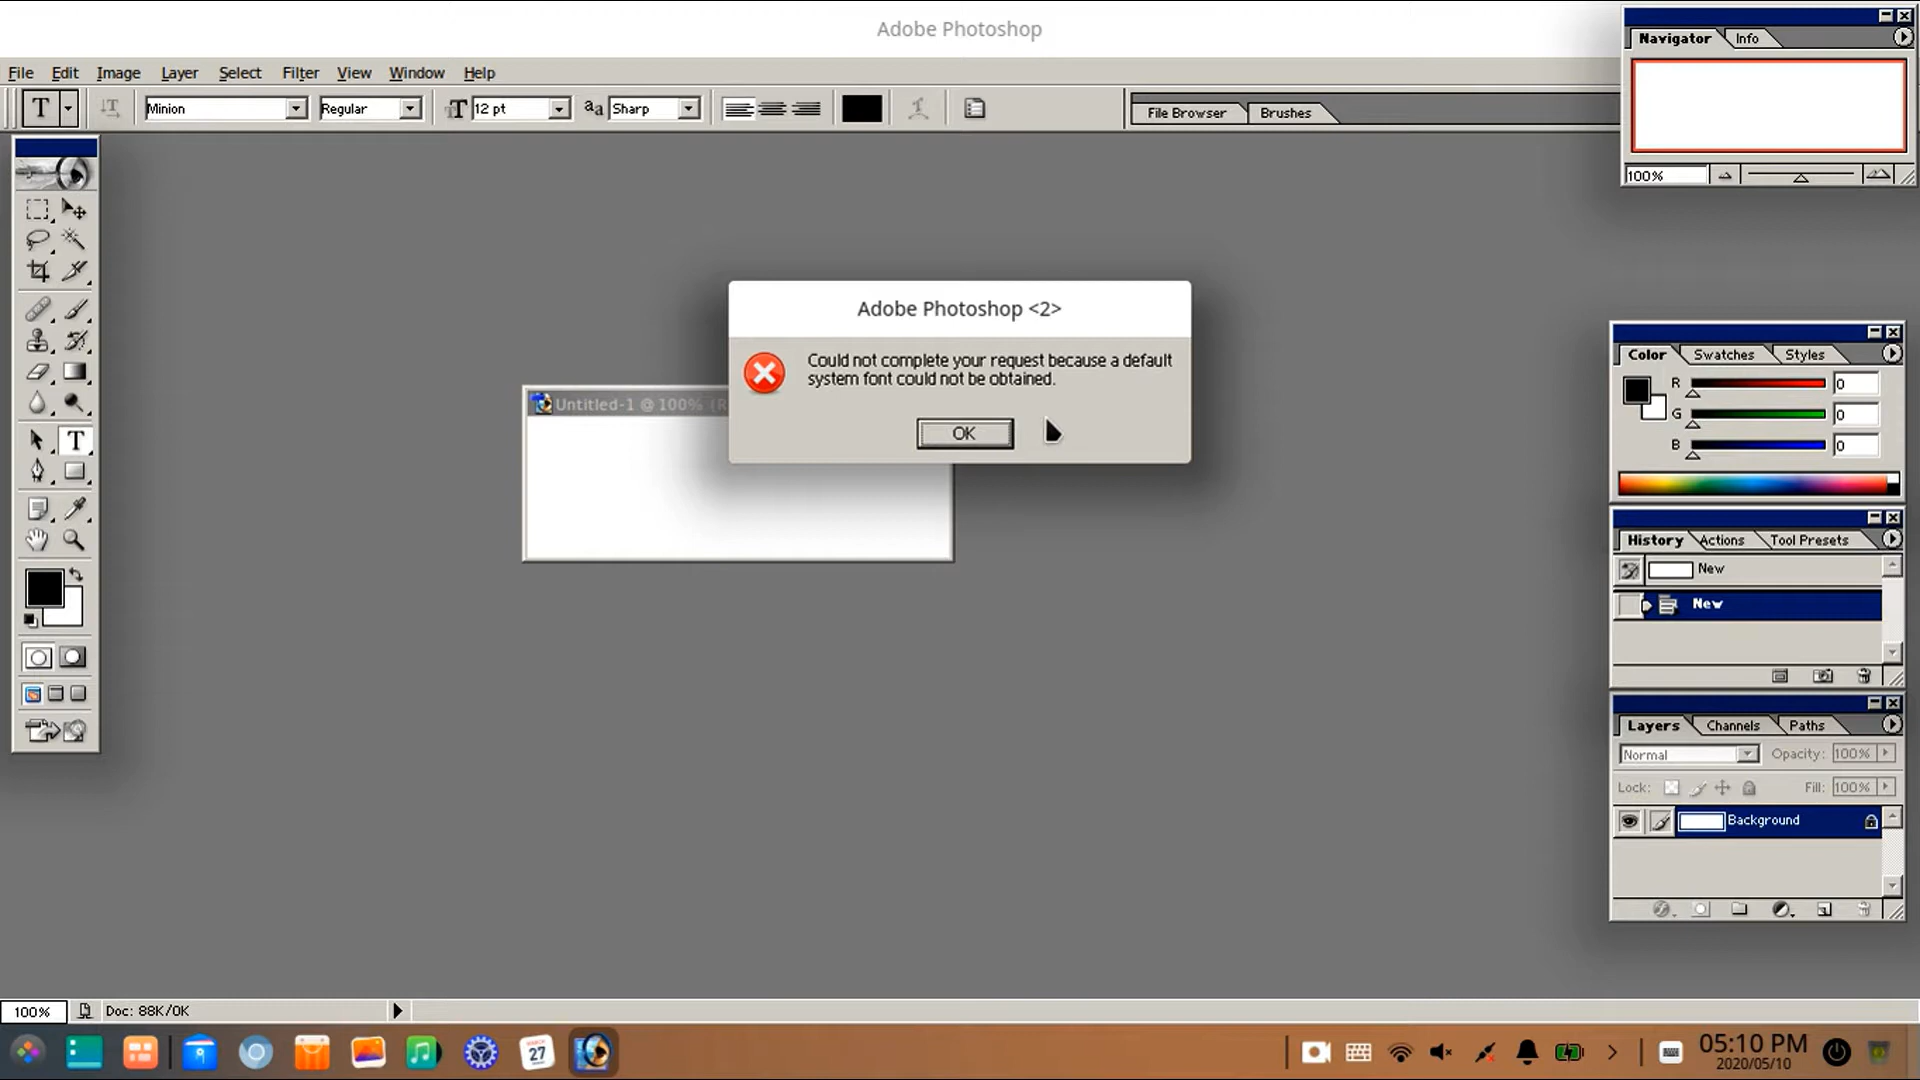 Adobe Photoshop
File Edit Image Layer Select Filter View Window Help
T Minion Regular T 12 pt aa Sharp File Browser Brushes
Navigator Info
100%
Adobe Photoshop <2>
Could not complete your request because a default
system font could not be obtained.
OK
Untitled-1 @ 100% (R
T
Color Swatches Styles
R 0
G 0
B 0
History Actions Tool Presets
New
New
Layers Channels Paths
Normal Opacity: 100%
Lock: Fill: 100%
Background
100% Doc: 88K/0K
27
05:10 PM
2020/05/10